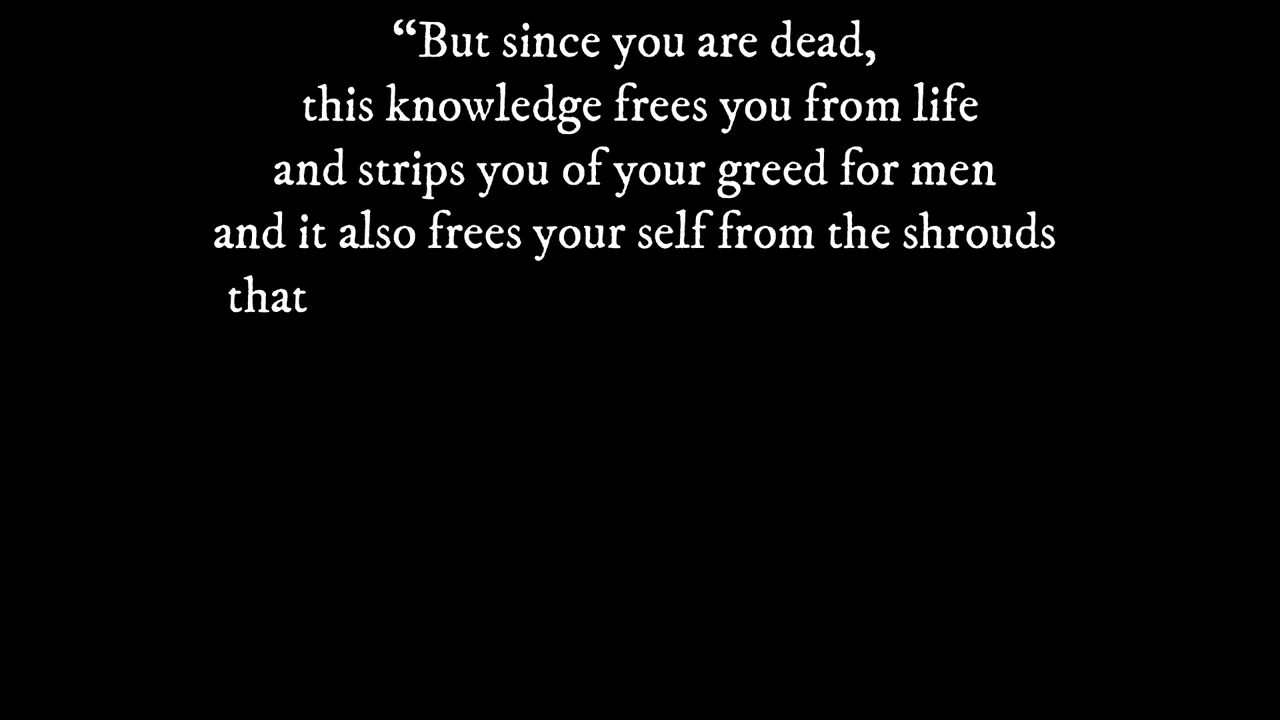 “But since you are dead,
this knowledge frees you from life
and strips you of your greed for men
and it also frees your self from the shrouds
that